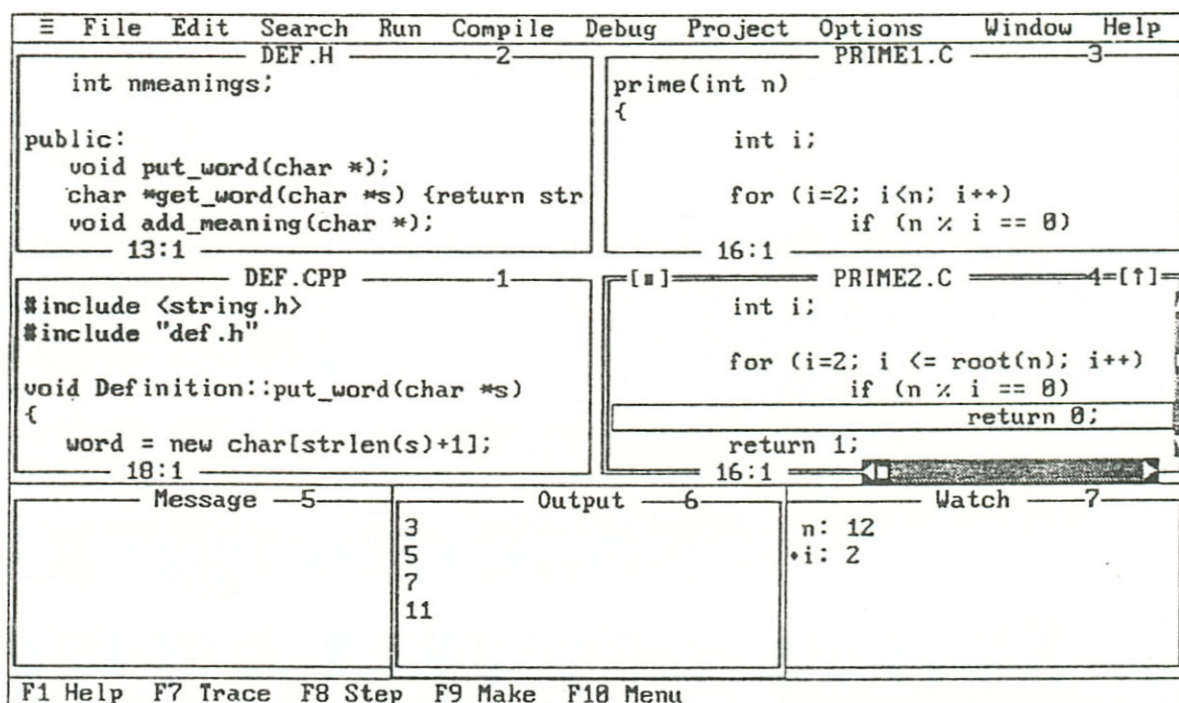 ≡ File Edit Search Run Compile Debug Project Options Window Help
DEF.H 2
int nmeanings;
public:
void put_word(char *);
char *get_word(char *s) {return str
void add_meaning(char *);
13:1
PRIME1.C 3
prime(int n)
{
int i;
for (i=2; i<n; i++)
if (n % i == 0)
16:1
DEF.CPP 1
#include <string.h>
#include "def.h"
void Definition::put_word(char *s)
{
word = new char[strlen(s)+1];
18:1
[■] PRIME2.C 4=[↑]
int i;
for (i=2; i <= root(n); i++)
if (n % i == 0)
return 0;
return 1;
16:1
Message 5
Output 6
3
5
7
11
Watch 7
n: 12
•i: 2
F1 Help F7 Trace F8 Step F9 Make F10 Menu